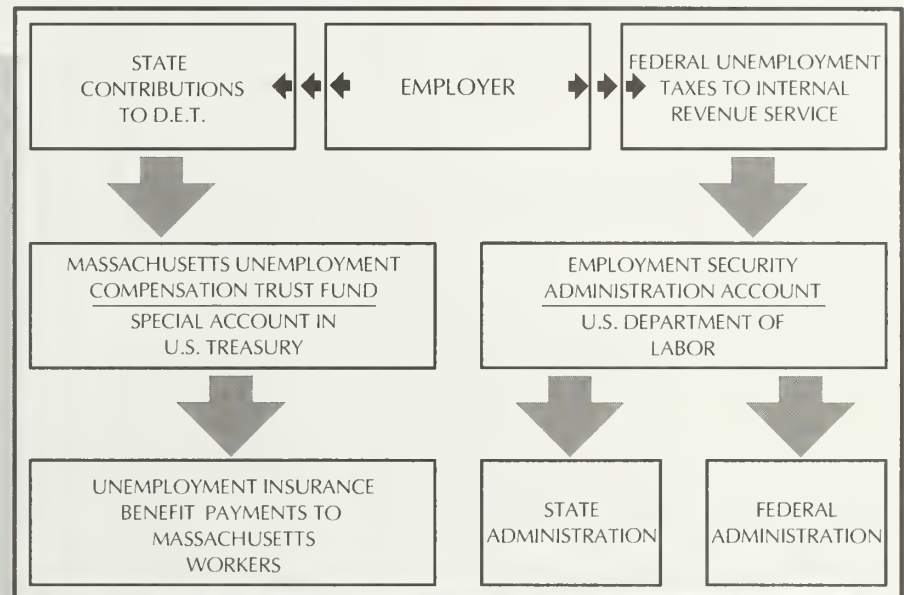 STATE
CONTRIBUTIONS
TO D.E.T.
EMPLOYER
FEDERAL UNEMPLOYMENT
TAXES TO INTERNAL
REVENUE SERVICE
MASSACHUSETTS UNEMPLOYMENT
COMPENSATION TRUST FUND
SPECIAL ACCOUNT IN
U.S. TREASURY
EMPLOYMENT SECURITY
ADMINISTRATION ACCOUNT
U.S. DEPARTMENT OF
LABOR
UNEMPLOYMENT INSURANCE
BENEFIT PAYMENTS TO
MASSACHUSETTS
WORKERS
STATE
ADMINISTRATION
FEDERAL
ADMINISTRATION